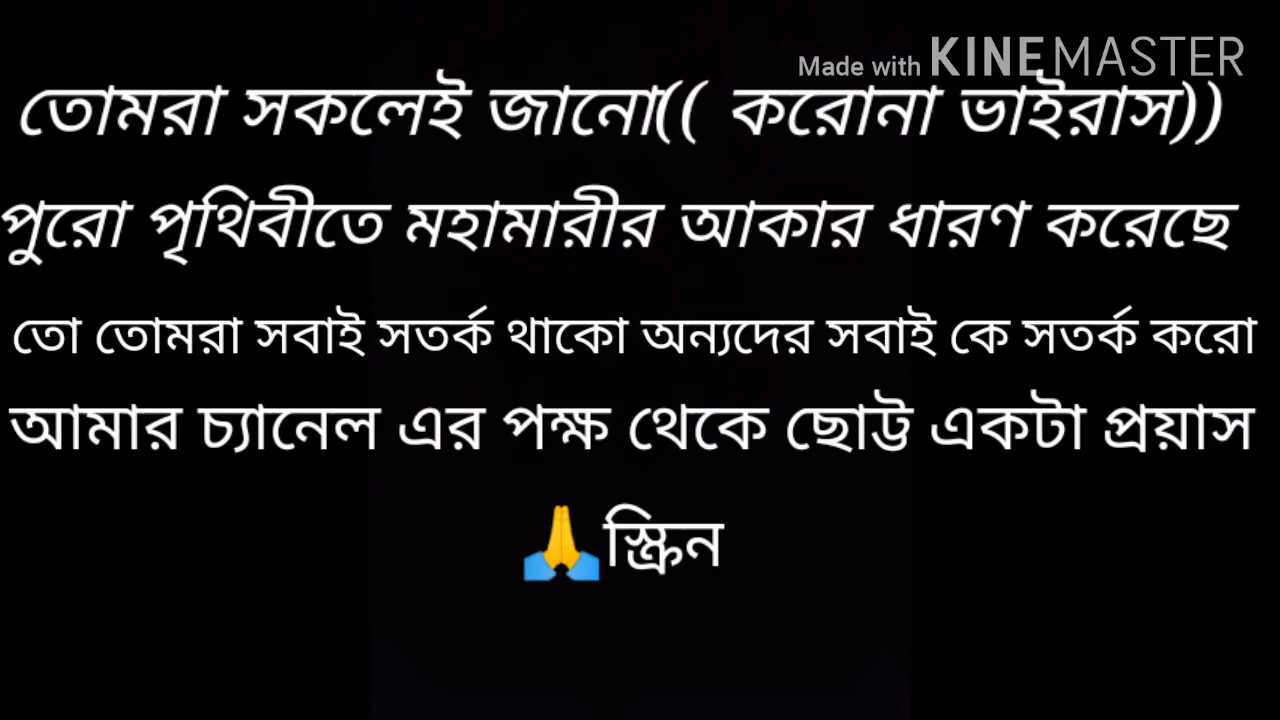 Made with KINEMASTER
তোমরা সকলেই জানো(( করোনা ভাইরাস))
পুরো পৃথিবীতে মহামারীর আকার ধারণ করেছে
তো তোমরা সবাই সতর্ক থাকো অন্যদের সবাই কে সতর্ক করো
আমার চ্যানেল এর পক্ষ থেকে ছোট্ট একটা প্রয়াস
🙏স্ক্রিন